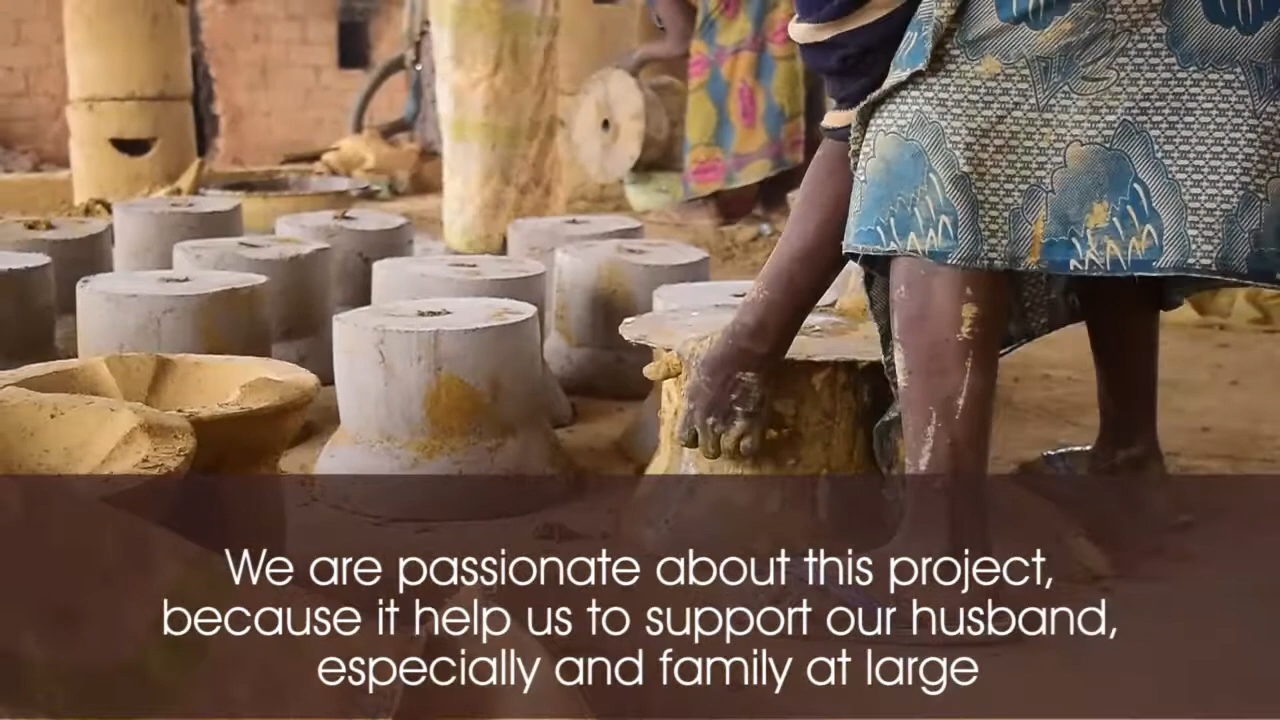 We are passionate about this project,
because it help us to support our husband,
especially and family at large